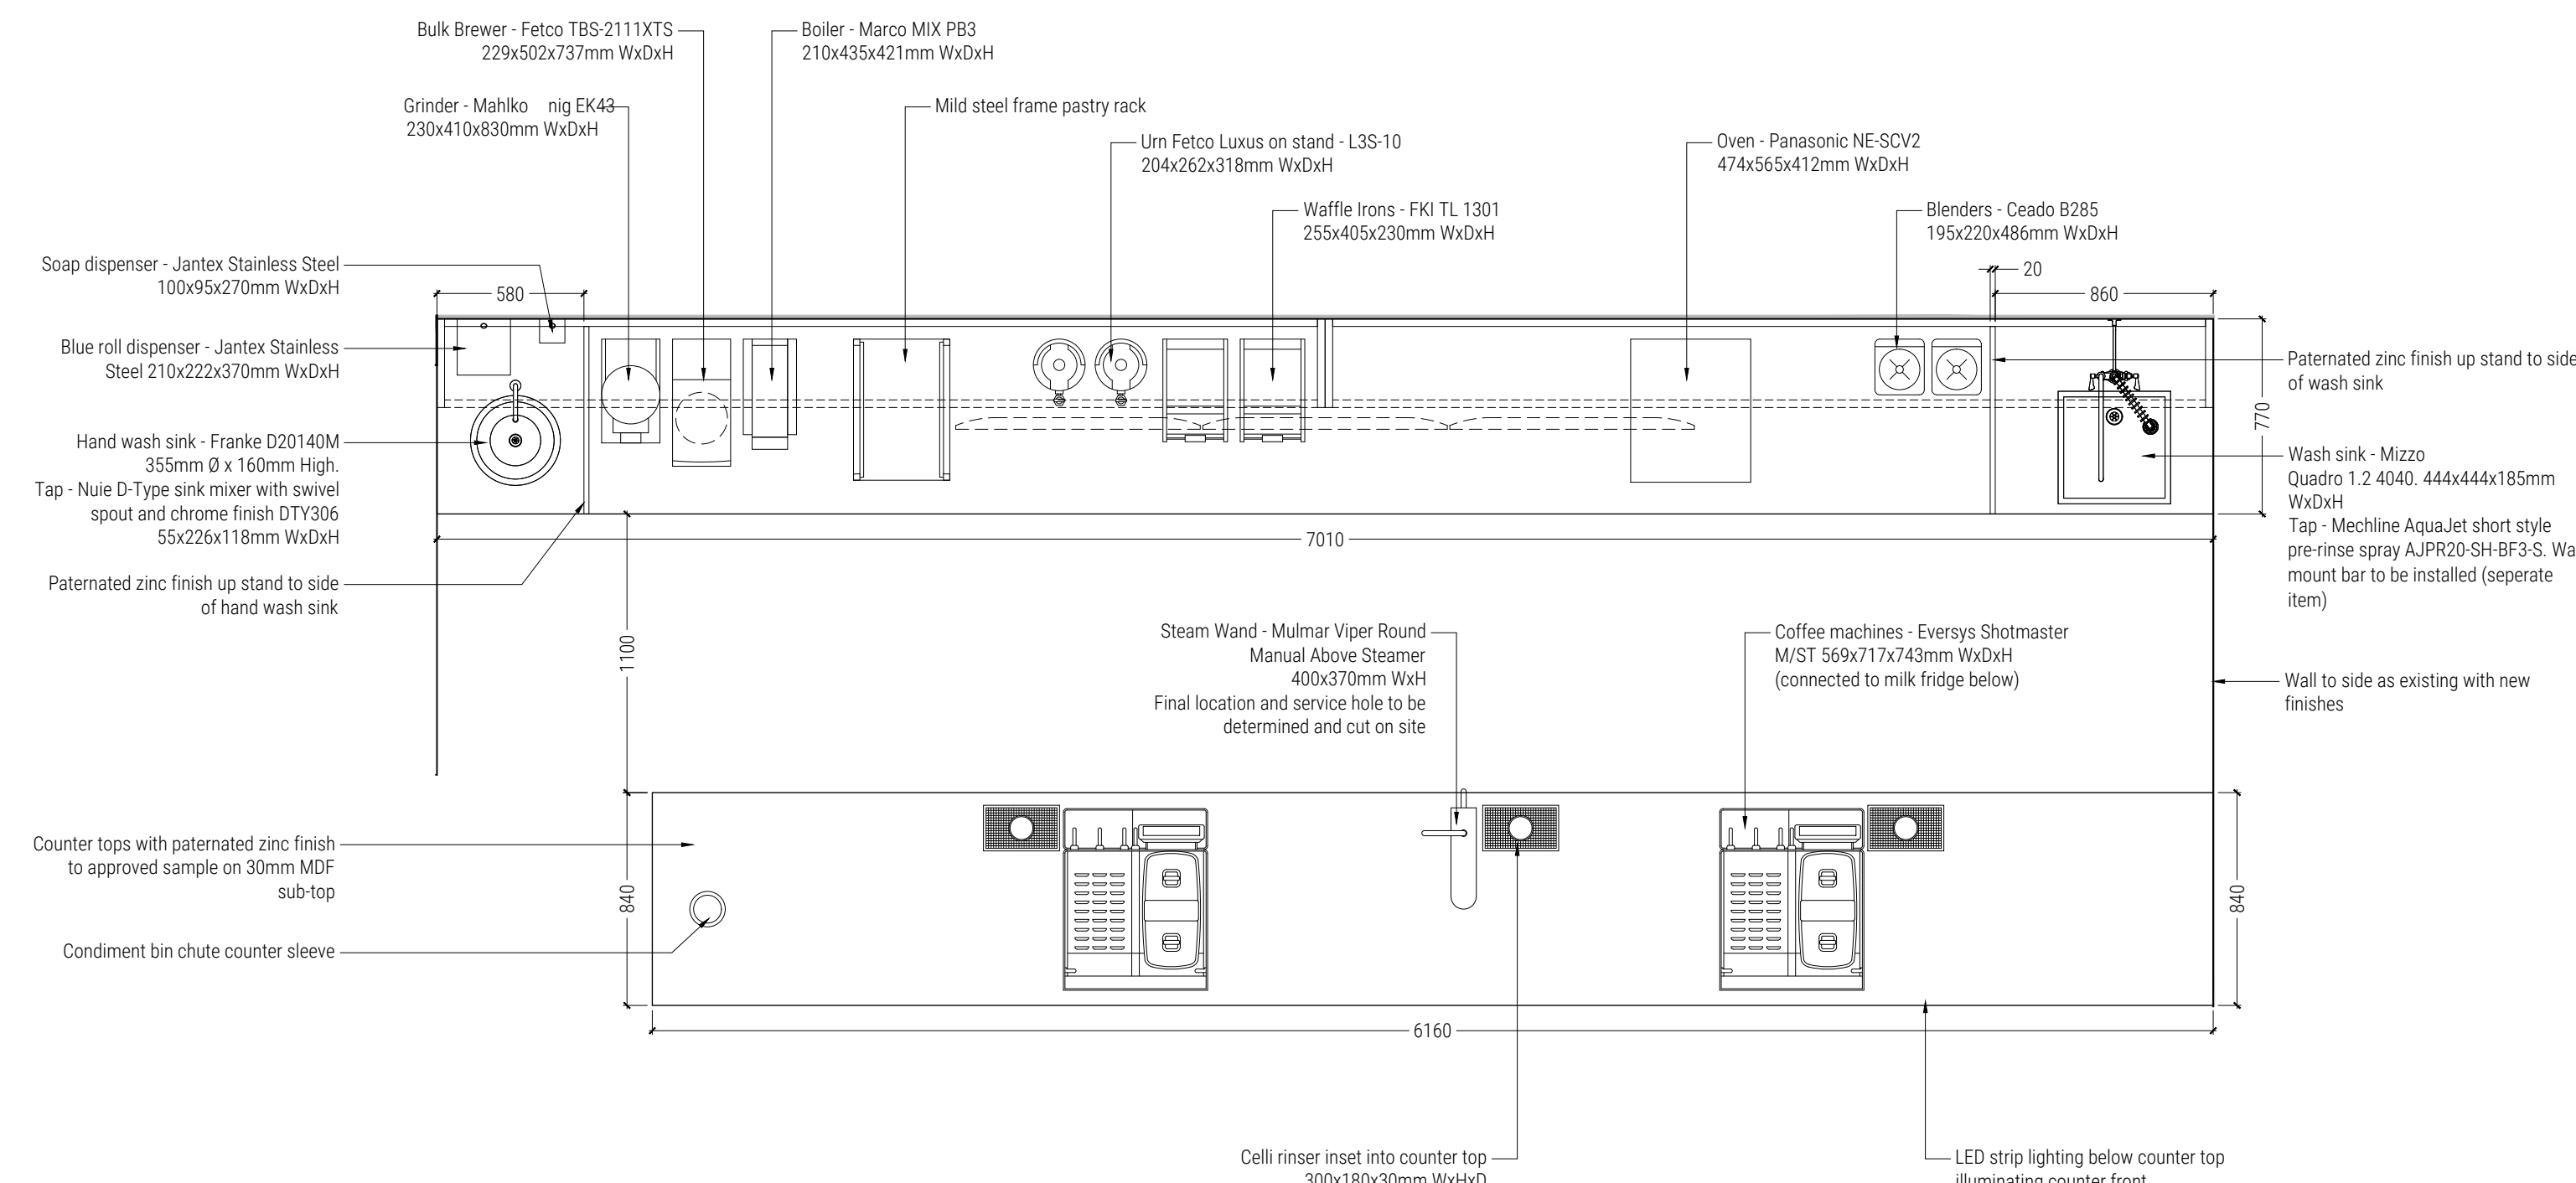 Bulk Brewer - Fetco TBS-2111XTS
229x502x737mm WxDxH
Boiler - Marco MIX PB3
210x435x421mm WxDxH
Grinder - Mahlko nig EK43
230x410x830mm WxDxH
Mild steel frame pastry rack
Urn Fetco Luxus on stand - L3S-10
204x262x318mm WxDxH
Oven - Panasonic NE-SCV2
474x565x412mm WxDxH
Waffle Irons - FKI TL 1301
255x405x230mm WxDxH
Blenders - Ceado B285
195x220x486mm WxDxH
Soap dispenser - Jantex Stainless Steel
100x95x270mm WxDxH
20
580
860
Blue roll dispenser - Jantex Stainless
Steel 210x222x370mm WxDxH
Paternated zinc finish up stand to side
of wash sink
770
Hand wash sink - Franke D20140M
355mm Ø x 160mm High.
Tap - Nuie D-Type sink mixer with swivel
spout and chrome finish DTY306
55x226x118mm WxDxH
Wash sink - Mizzo
Quadro 1.2 4040. 444x444x185mm
WxDxH
Tap - Mechline AquaJet short style
pre-rinse spray AJPR20-SH-BF3-S. Wa
mount bar to be installed (seperate
item)
7010
Paternated zinc finish up stand to side
of hand wash sink
1100
Steam Wand - Mulmar Viper Round
Manual Above Steamer
400x370mm WxH
Final location and service hole to be
determined and cut on site
Coffee machines - Eversys Shotmaster
M/ST 569x717x743mm WxDxH
(connected to milk fridge below)
Wall to side as existing with new
finishes
Counter tops with paternated zinc finish
to approved sample on 30mm MDF
sub-top
840
840
Condiment bin chute counter sleeve
6160
Celli rinser inset into counter top
300x180x30mm WxHxD
LED strip lighting below counter top
illuminating counter front